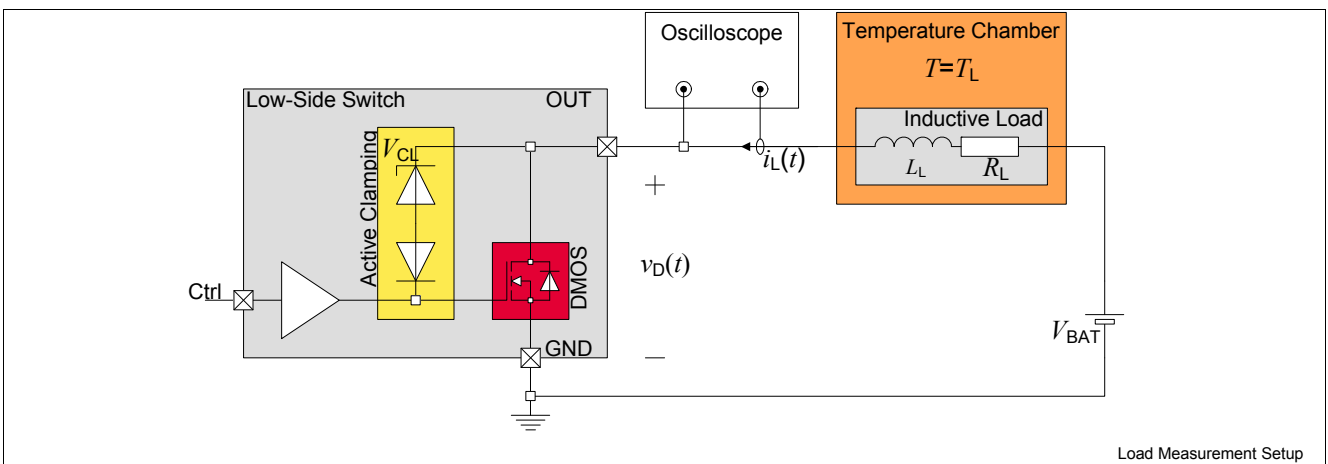 Oscilloscope
Temperature Chamber
T=TL
Low-Side Switch
OUT
Inductive Load
VCL
iL(t)
LL
RL
Active Clamping
+
vD(t)
DMOS
Ctrl
VBAT
GND
−
Load Measurement Setup